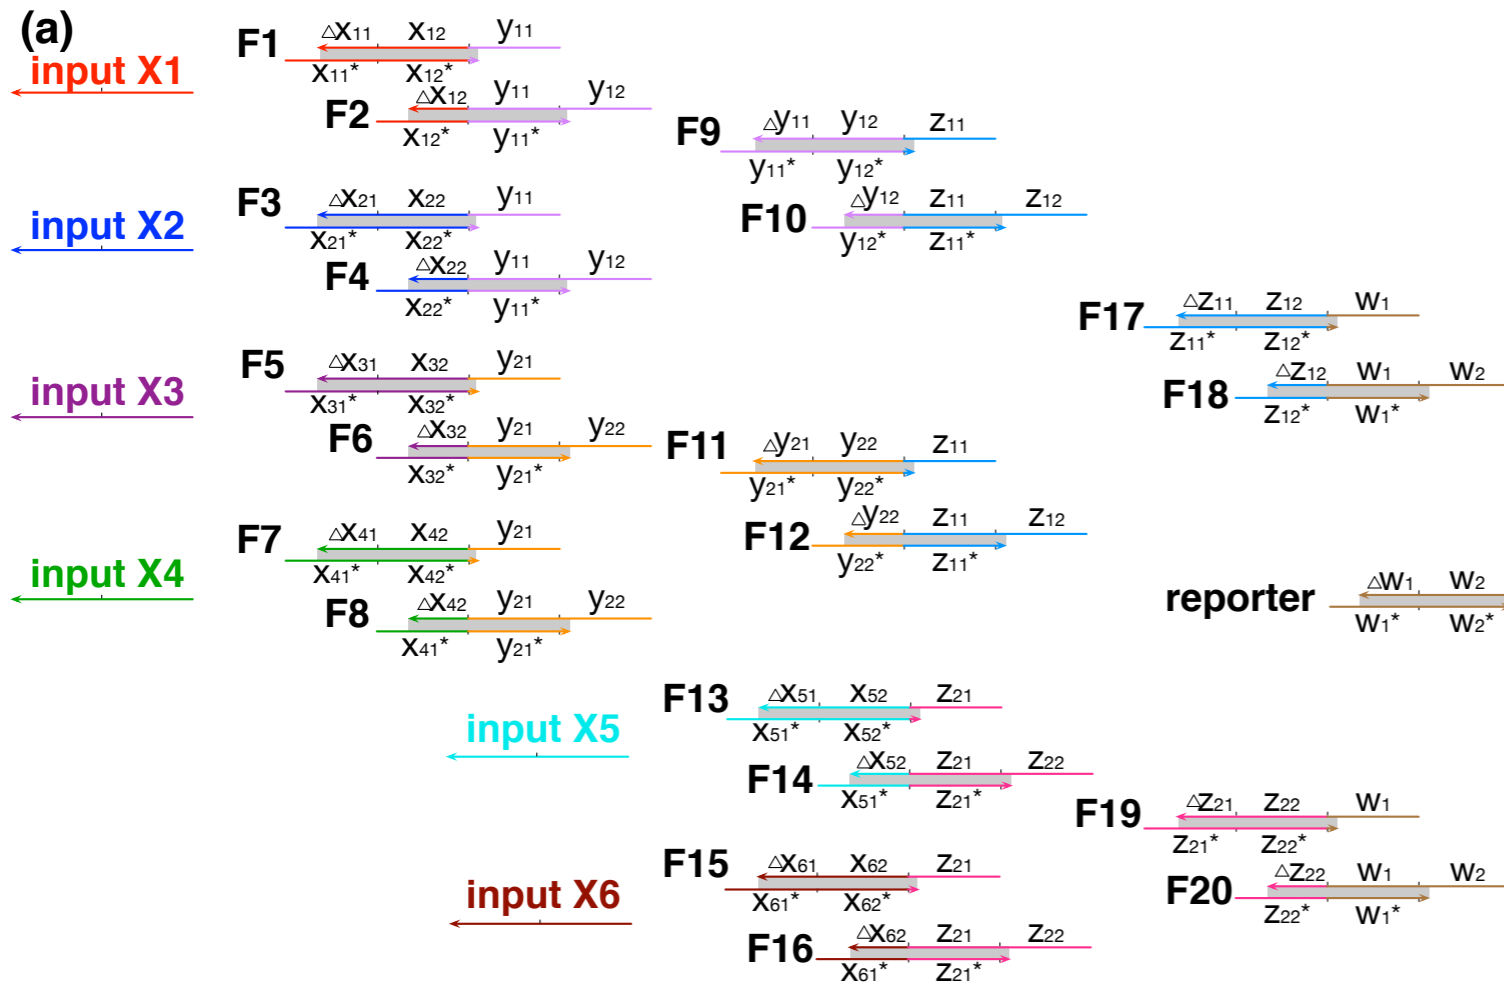 (a)
input X1
F1 △x11 x12 y11
x11* x12*
F2 △x12 y11 y12
x12* y11*
F9 △y11 y12 z11
y11* y12*
input X2
F3 △x21 x22 y11
x21* x22*
F10 △y12 z11 z12
y12* z11*
F4 △x22 y11 y12
x22* y11*
F17 △z11 z12 w1
z11* z12*
input X3
F5 △x31 x32 y21
x31* x32*
F18 △z12 w1 w2
z12* w1*
F6 △x32 y21 y22
x32* y21*
F11 △y21 y22 z11
y21* y22*
input X4
F7 △x41 x42 y21
x41* x42*
F12 △y22 z11 z12
y22* z11*
F8 △x42 y21 y22
x41* y21*
reporter △w1 w2
w1* w2*
input X5
F13 △x51 x52 z21
x51* x52*
F14 △x52 z21 z22
x51* z21*
F19 △z21 z22 w1
z21* z22*
input X6
F15 △x61 x62 z21
x61* x62*
F20 △z22 w1 w2
z22* w1*
F16 △x62 z21 z22
x61* z21*